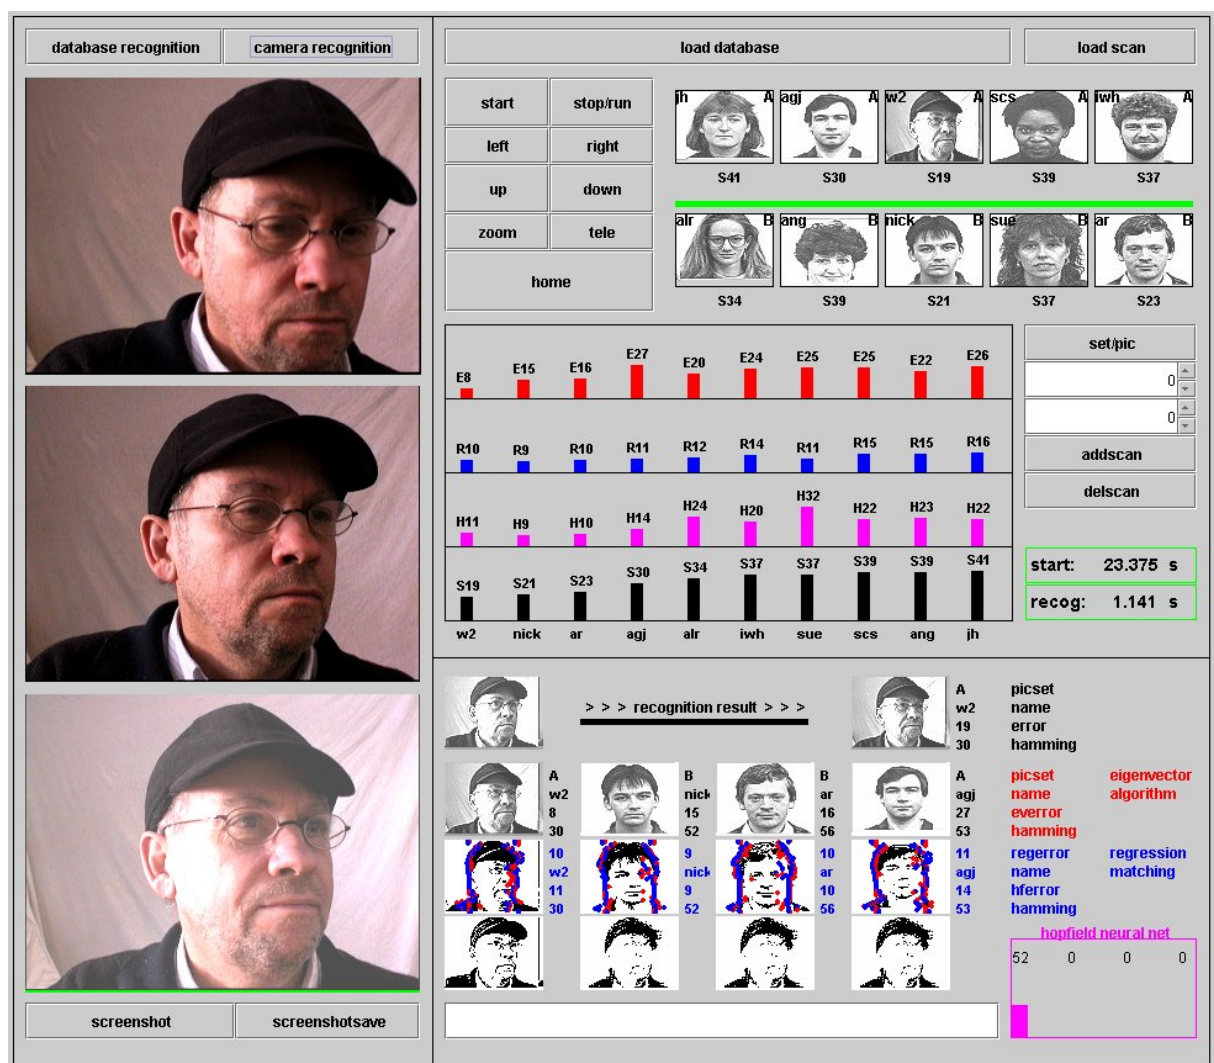 database recognition camera recognition load database load scan
start stop/run
left right
up down
zoom tele
home
jh A agj A w2 A scs A iwh A
S41 S30 S19 S39 S37
alr B ang B nick B sue B ar B
S34 S39 S21 S37 S23
E8 E15 E16 E27 E20 E24 E25 E25 E22 E26
R10 R9 R10 R11 R12 R14 R11 R15 R15 R16
H11 H9 H10 H14 H24 H20 H32 H22 H23 H22
S19 S21 S23 S30 S34 S37 S37 S39 S39 S41
w2 nick ar agj alr iwh sue scs ang jh
set/pic
0
0
addscan
delscan
start: 23.375 s
recog: 1.141 s
> > > recognition result > > >
A picset
w2 name
19 error
30 hamming
A B B A picset eigenvector
w2 nick ar agj name algorithm
8 15 16 27 everror
30 52 56 53 hamming
10 9 10 11 regerror regression
w2 nick ar agj name matching
11 9 10 14 hferror
30 52 56 53 hamming
hopfield neural net
52 0 0 0
screenshot screenshotsave